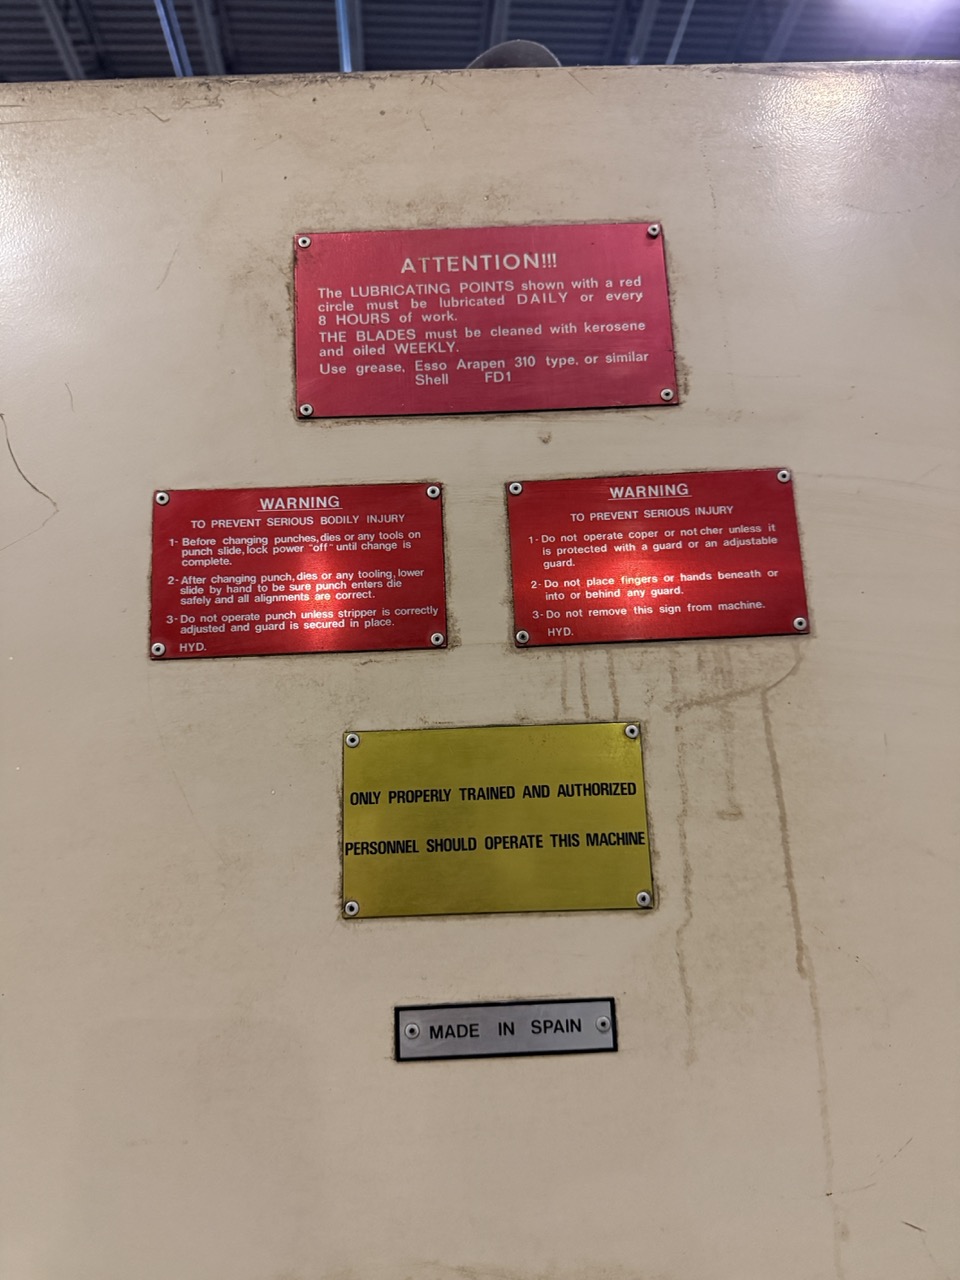 ATTENTION!!!
The LUBRICATING POINTS shown with a red
circle must be lubricated DAILY or every
8 HOURS of work.
THE BLADES must be cleaned with kerosene
and oiled WEEKLY.
Use grease, Esso Arapen 310 type, or similar
Shell FD1
WARNING
TO PREVENT SERIOUS BODILY INJURY
1- Before changing punches, dies or any tools on
punch slide, lock power "off" until change is
complete.
2- After changing punch, dies or any tooling, lower
slide by hand to be sure punch enters die
safely and all alignments are correct.
3- Do not operate punch unless stripper is correctly
adjusted and guard is secured in place.
HYD.
WARNING
TO PREVENT SERIOUS INJURY
1- Do not operate coper or not cher unless it
is protected with a guard or an adjustable
guard.
2- Do not place fingers or hands beneath or
into or behind any guard.
3- Do not remove this sign from machine.
HYD.
ONLY PROPERLY TRAINED AND AUTHORIZED
PERSONNEL SHOULD OPERATE THIS MACHINE
MADE IN SPAIN